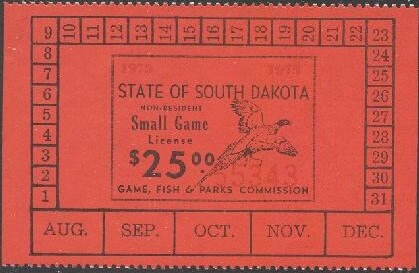 9 10 11 12 13 14 15 16 17 18 19 20 21 22 23
8 24
7 25
6 26
5 27
4 28
3 29
2 30
1 31
1975 1975
STATE OF SOUTH DAKOTA
NON-RESIDENT
Small Game
License
$25.00
GAME, FISH & PARKS COMMISSION
AUG. SEP. OCT. NOV. DEC.